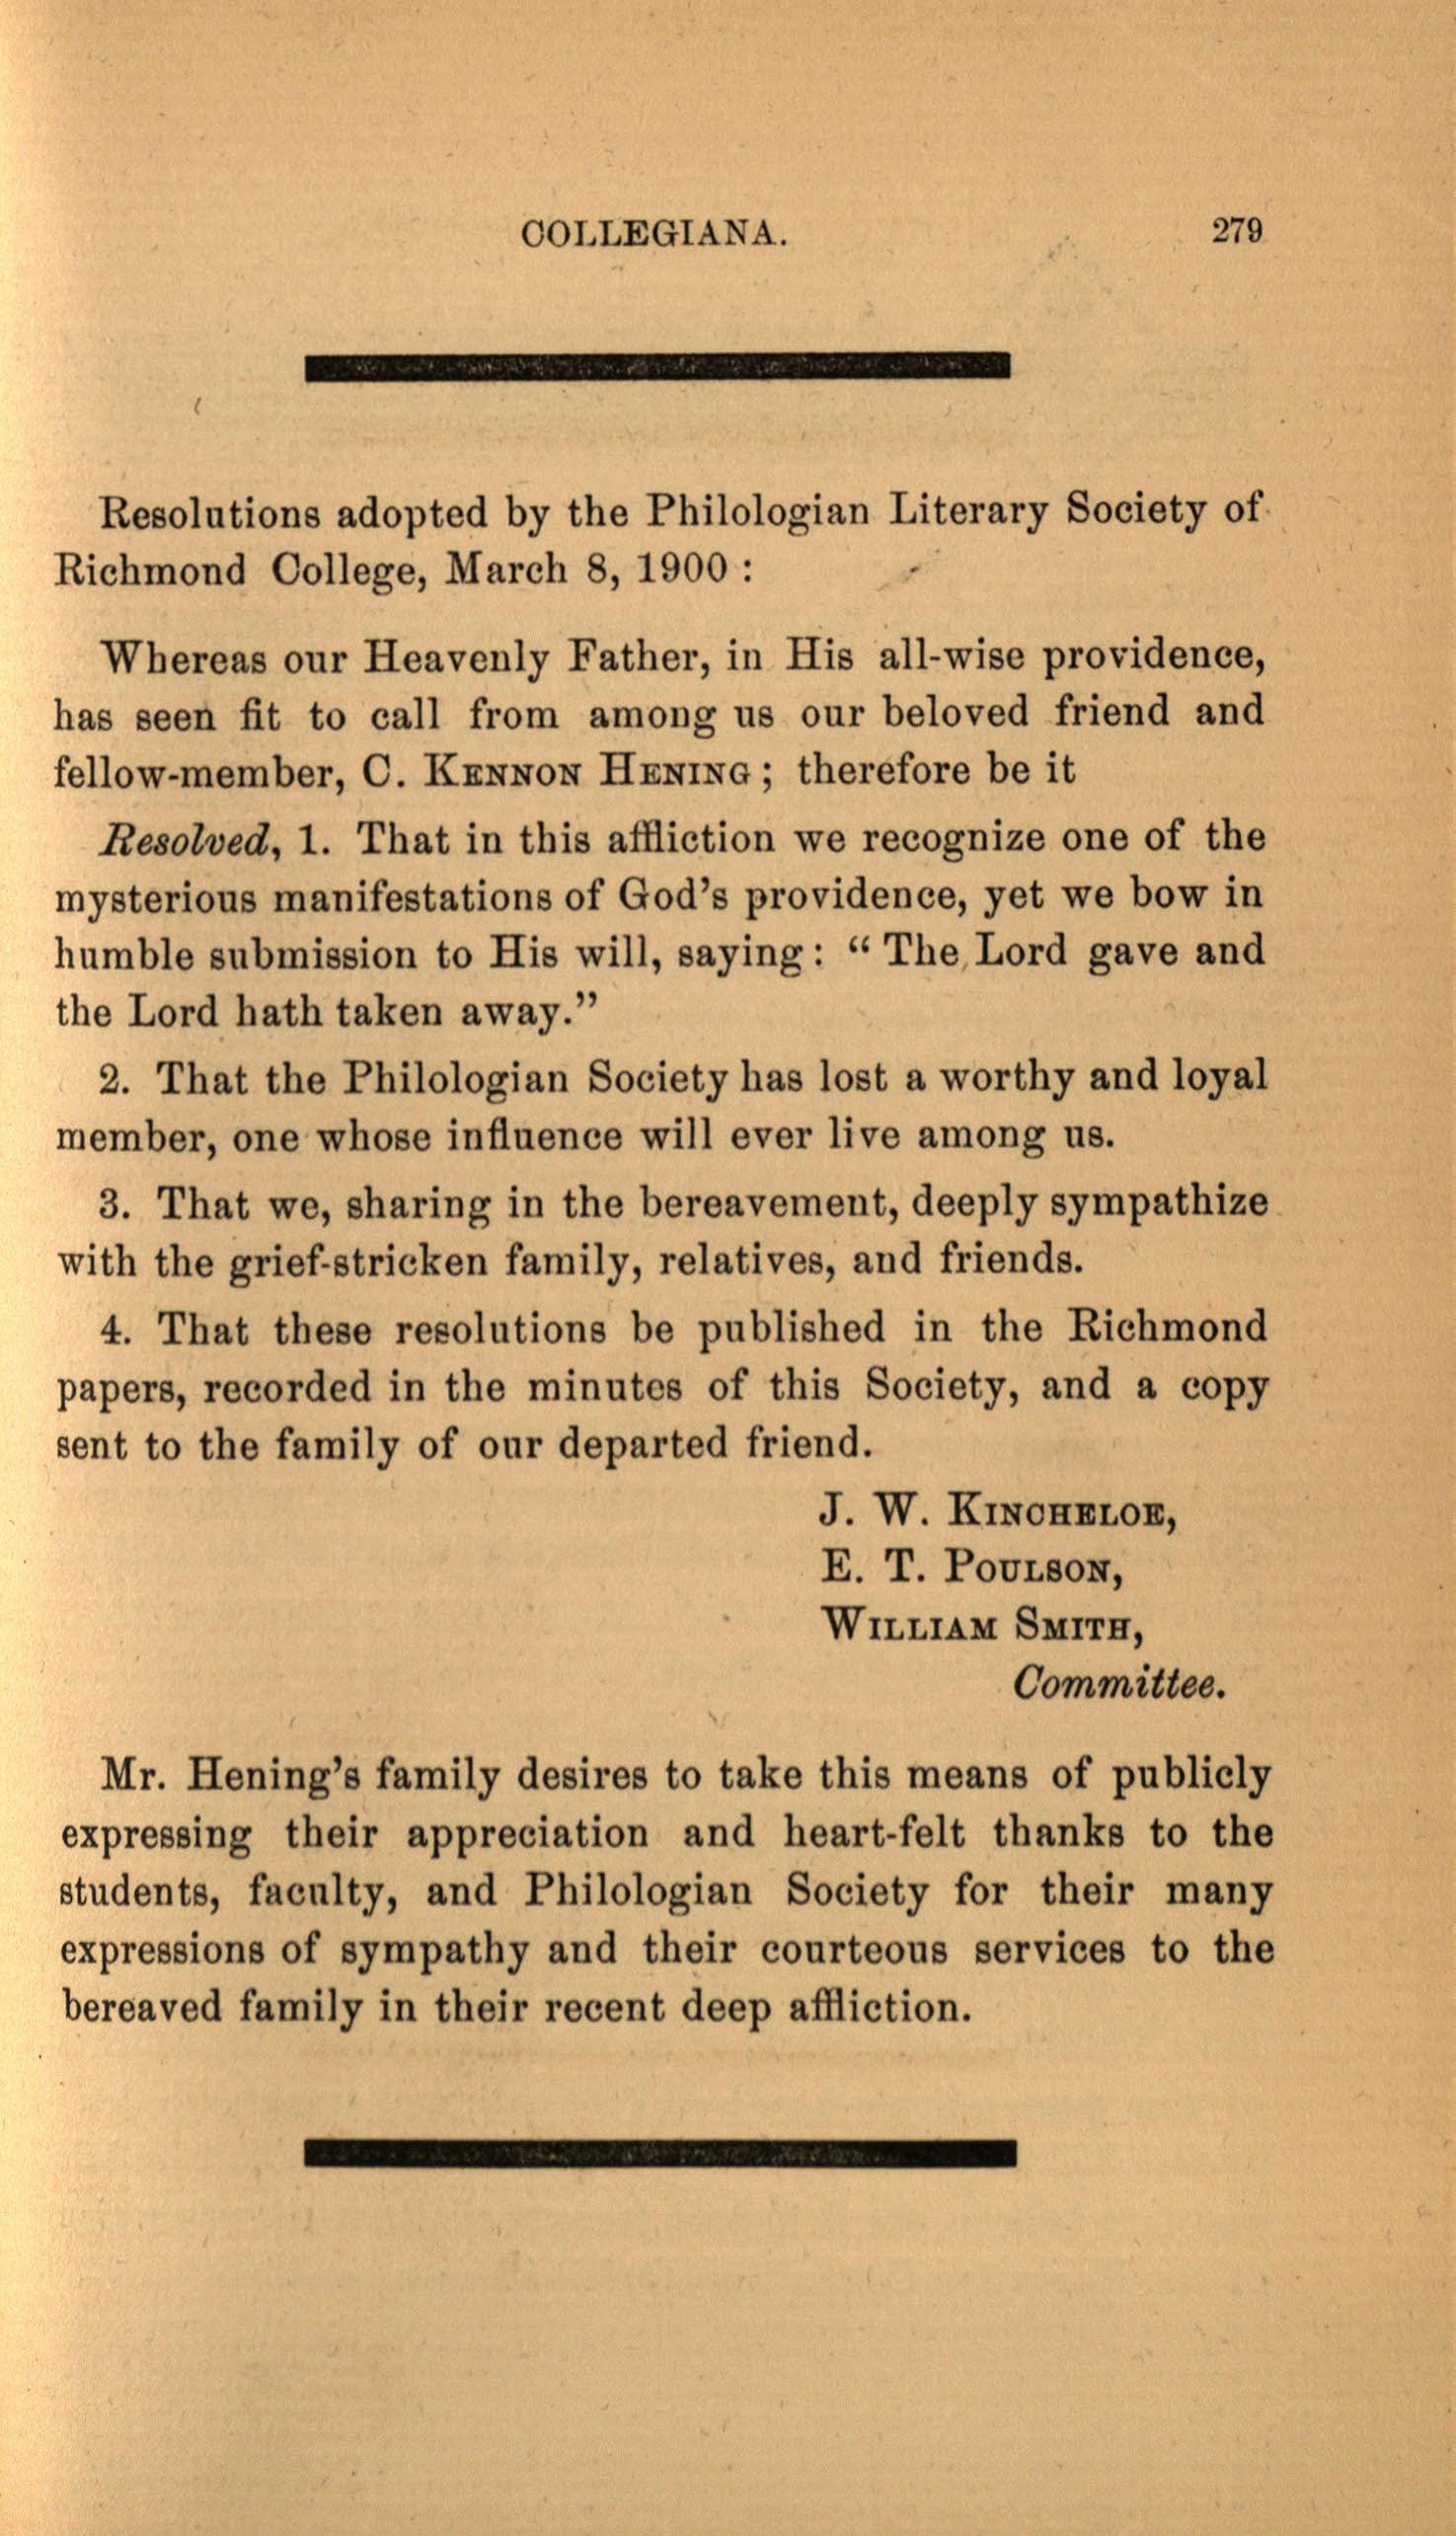 COLLEGIANA. 279
Resolutions adopted by the Philologian Literary Society of
Richmond College, March 8, 1900 :
Whereas our Heavenly Father, in His all-wise providence,
has seen fit to call from among us our beloved friend and
fellow-member, C. KENNON HENING ; therefore be it
Resolved, 1. That in this affliction we recognize one of the
mysterious manifestations of God's providence, yet we bow in
humble submission to His will, saying : “ The Lord gave and
the Lord hath taken away.”
2. That the Philologian Society has lost a worthy and loyal
member, one whose influence will ever live among us.
3. That we, sharing in the bereavement, deeply sympathize
with the grief-stricken family, relatives, and friends.
4. That these resolutions be published in the Richmond
papers, recorded in the minutes of this Society, and a copy
sent to the family of our departed friend.
J. W. KINCHELOE,
E. T. POULSON,
WILLIAM SMITH,
Committee.
Mr. Hening's family desires to take this means of publicly
expressing their appreciation and heart-felt thanks to the
students, faculty, and Philologian Society for their many
expressions of sympathy and their courteous services to the
bereaved family in their recent deep affliction.